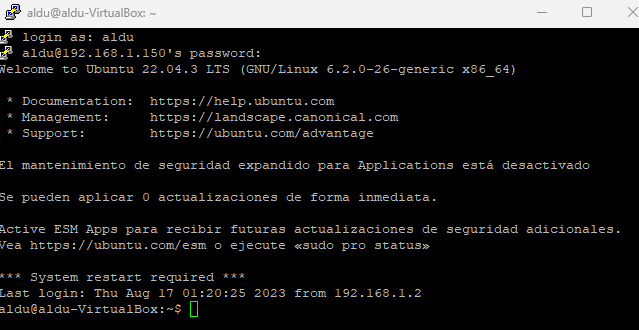 aldu@aldu-VirtualBox: ~
login as: aldu
aldu@192.168.1.150's password:
Welcome to Ubuntu 22.04.3 LTS (GNU/Linux 6.2.0-26-generic x86_64)
* Documentation:  https://help.ubuntu.com
* Management:     https://landscape.canonical.com
* Support:        https://ubuntu.com/advantage
El mantenimiento de seguridad expandido para Applications está desactivado
Se pueden aplicar 0 actualizaciones de forma inmediata.
Active ESM Apps para recibir futuras actualizaciones de seguridad adicionales.
Vea https://ubuntu.com/esm o ejecute «sudo pro status»
*** System restart required ***
Last login: Thu Aug 17 01:20:25 2023 from 192.168.1.2
aldu@aldu-VirtualBox:~$